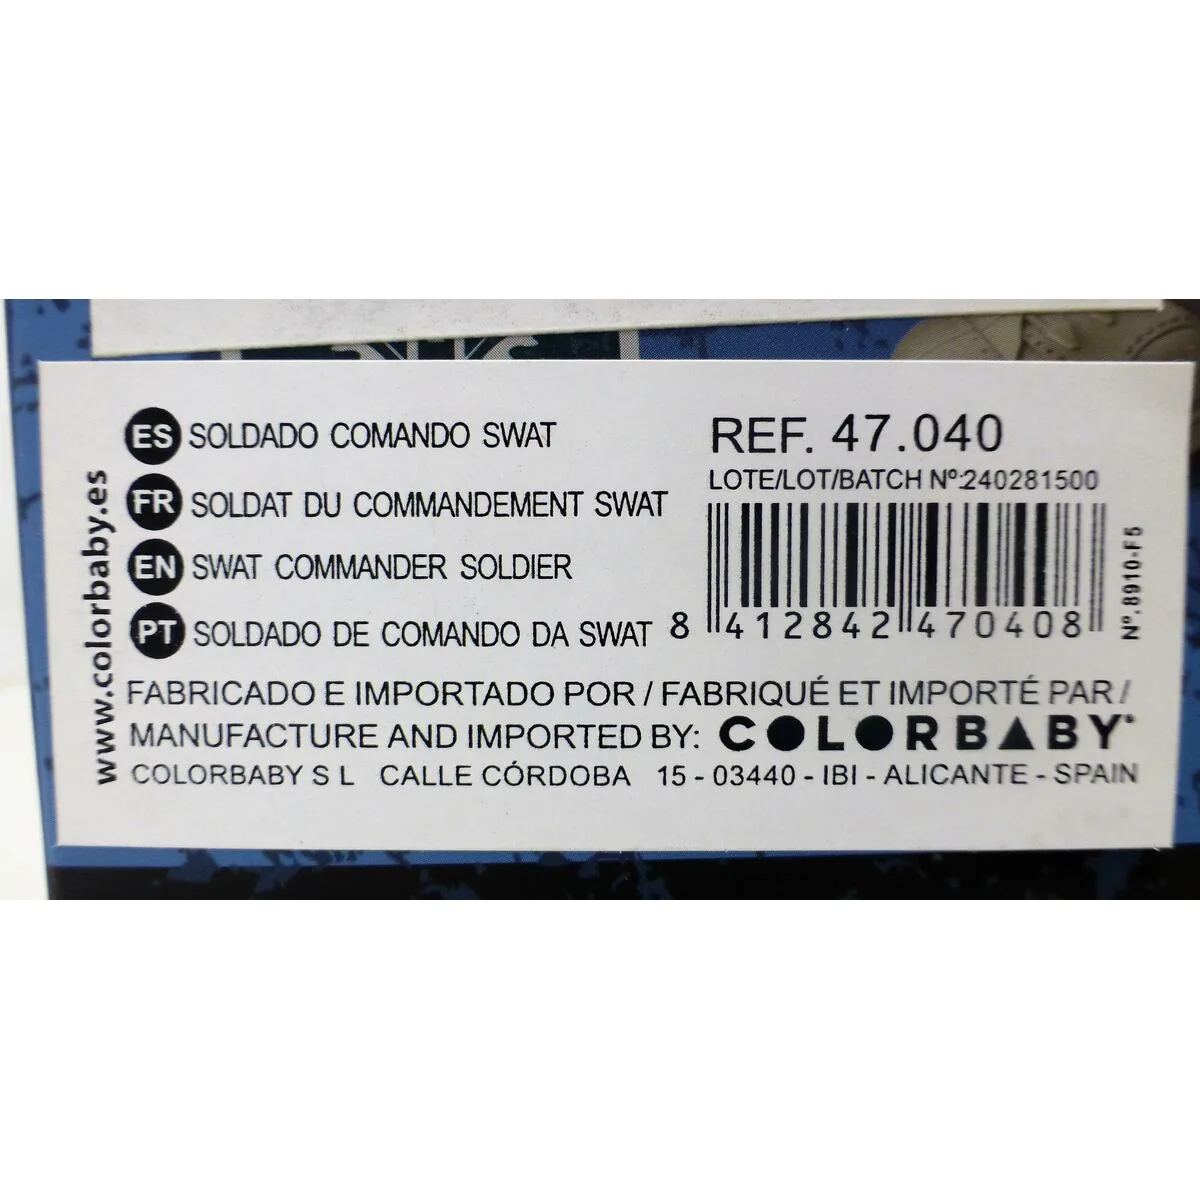 ES SOLDADO COMANDO SWAT
FR SOLDAT DU COMMANDEMENT SWAT
EN SWAT COMMANDER SOLDIER
PT SOLDADO DE COMANDO DA SWAT
REF. 47.040
LOTE/LOT/BATCH Nº:240281500
8 412842 470408
Nº.8910-F5
www.colorbaby.es
FABRICADO E IMPORTADO POR / FABRIQUÉ ET IMPORTÉ PAR /
MANUFACTURE AND IMPORTED BY: COLORBABY®
COLORBABY S L CALLE CÓRDOBA 15 - 03440 - IBI - ALICANTE - SPAIN